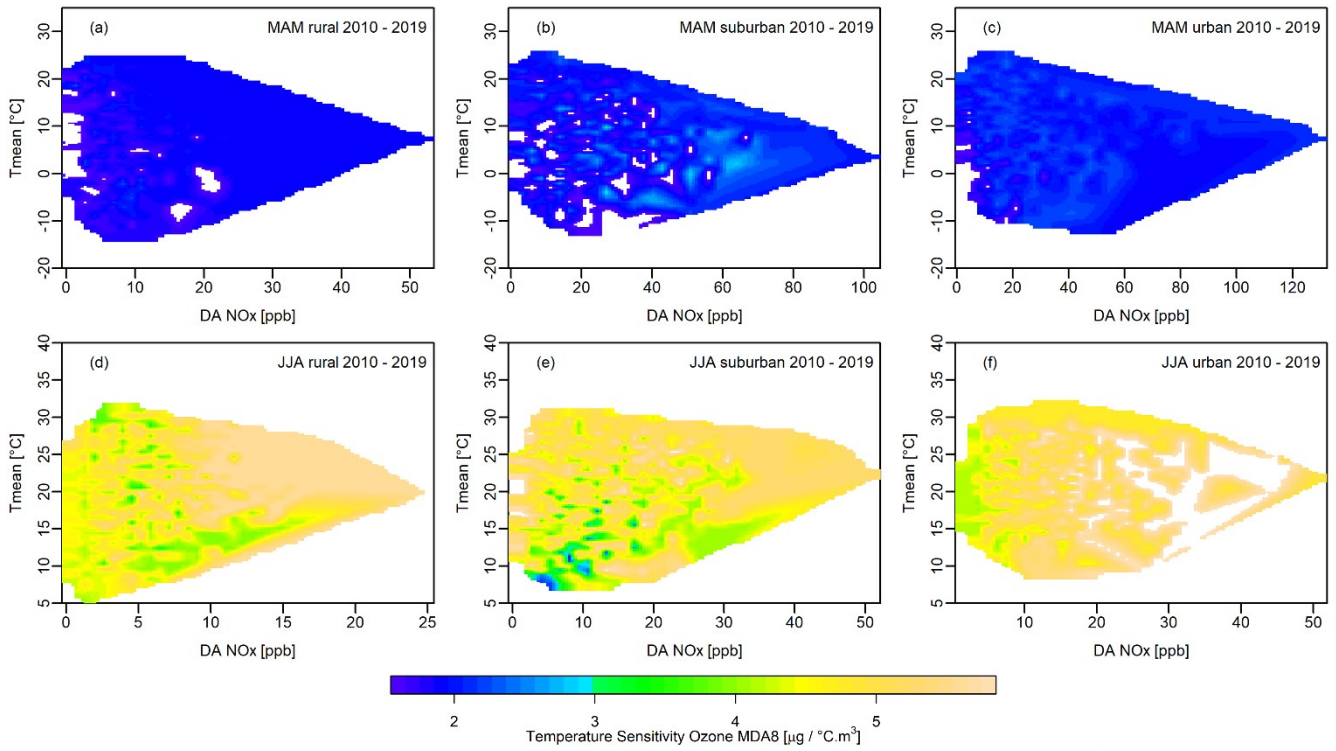 (a) MAM rural 2010 - 2019
Tmean [°C]
30
20
10
0
-10
-20
0 10 20 30 40 50
DA NOx [ppb]
(b) MAM suburban 2010 - 2019
Tmean [°C]
30
20
10
0
-10
-20
0 20 40 60 80 100
DA NOx [ppb]
(c) MAM urban 2010 - 2019
Tmean [°C]
30
20
10
0
-10
-20
0 20 40 60 80 100 120
DA NOx [ppb]
(d) JJA rural 2010 - 2019
Tmean [°C]
40
35
30
25
20
15
10
5
0 5 10 15 20 25
DA NOx [ppb]
(e) JJA suburban 2010 - 2019
Tmean [°C]
40
35
30
25
20
15
10
5
0 10 20 30 40 50
DA NOx [ppb]
(f) JJA urban 2010 - 2019
Tmean [°C]
40
35
30
25
20
15
10
5
10 20 30 40 50
DA NOx [ppb]
2 3 4 5
Temperature Sensitivity Ozone MDA8 [µg / °C.m³]